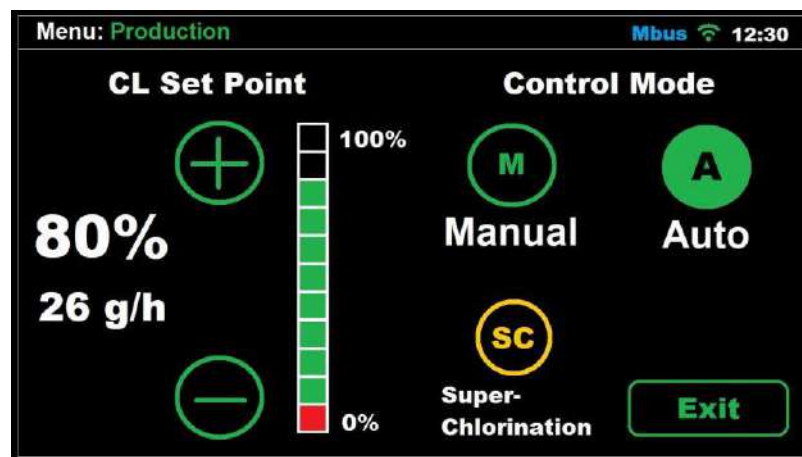 Menu: Production
Mbus 12:30
CL Set Point
Control Mode
100%
M
A
80%
Manual
Auto
26 g/h
SC
Super-
Chlorination
0%
Exit